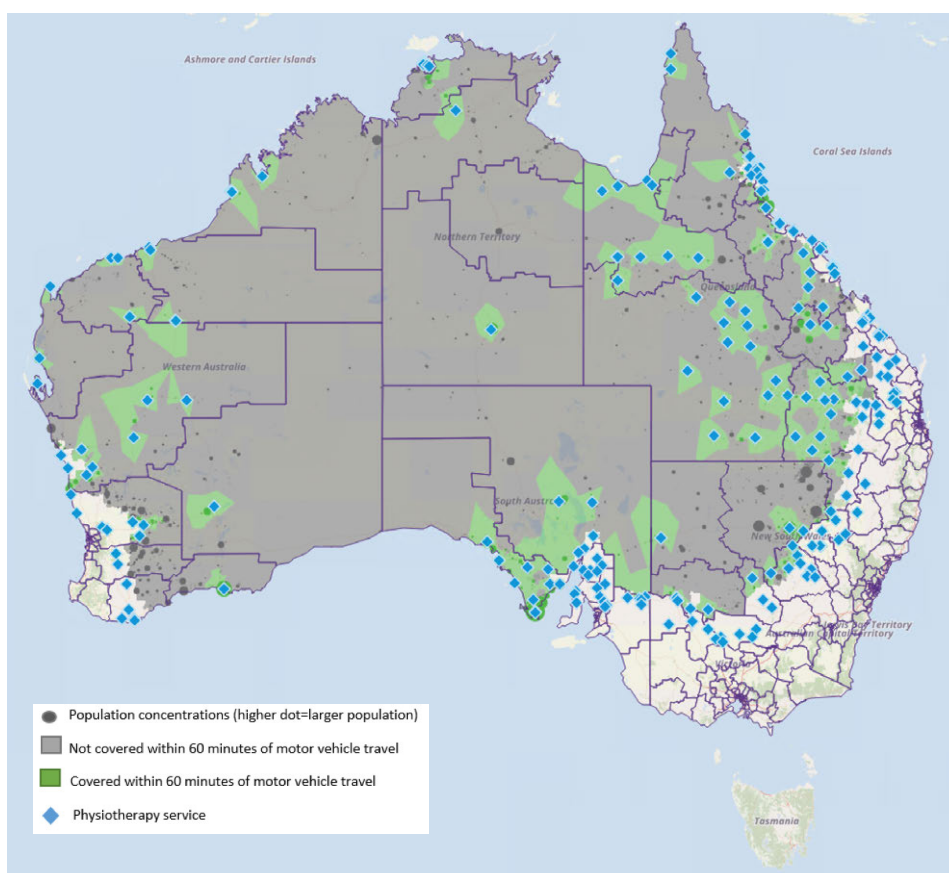 Ashmore and Cartier Islands
Coral Sea Islands
Northern Territory
Queensland
Western Australia
South Austra
New South Wales
Australian Capital Territory
Victoria
Tasmania
Population concentrations (higher dot=larger population)
Not covered within 60 minutes of motor vehicle travel
Covered within 60 minutes of motor vehicle travel
Physiotherapy service